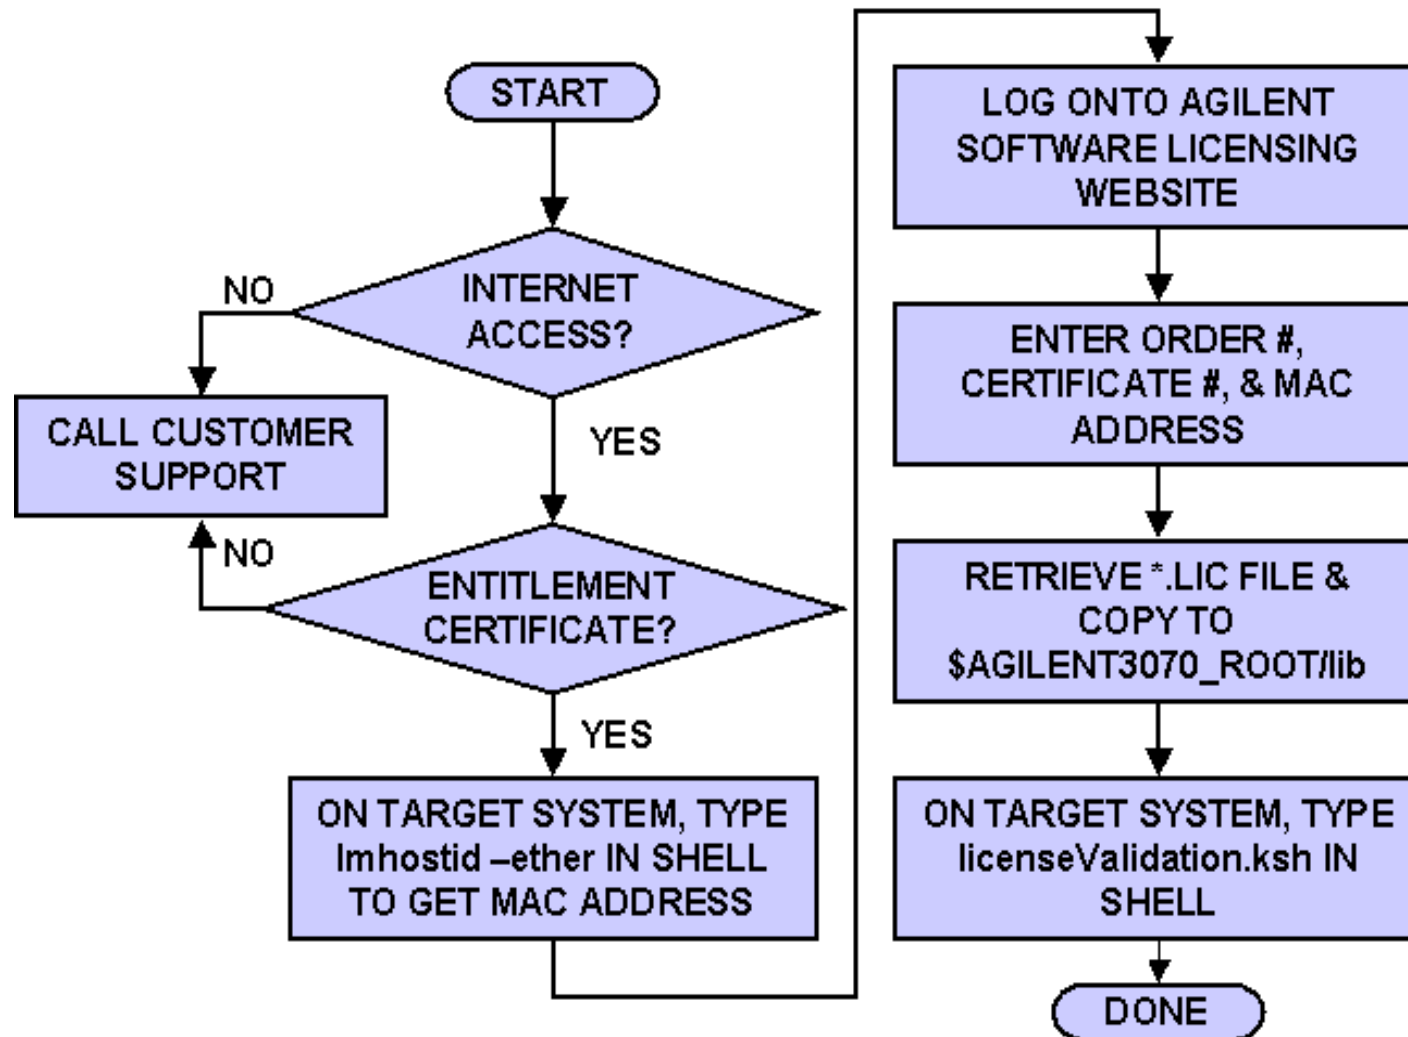 START
INTERNET
ACCESS?
NO
CALL CUSTOMER
SUPPORT
YES
NO
ENTITLEMENT
CERTIFICATE?
YES
ON TARGET SYSTEM, TYPE
lmhostid –ether IN SHELL
TO GET MAC ADDRESS
LOG ONTO AGILENT
SOFTWARE LICENSING
WEBSITE
ENTER ORDER #,
CERTIFICATE #, & MAC
ADDRESS
RETRIEVE *.LIC FILE &
COPY TO
$AGILENT3070_ROOT/lib
ON TARGET SYSTEM, TYPE
licenseValidation.ksh IN
SHELL
DONE